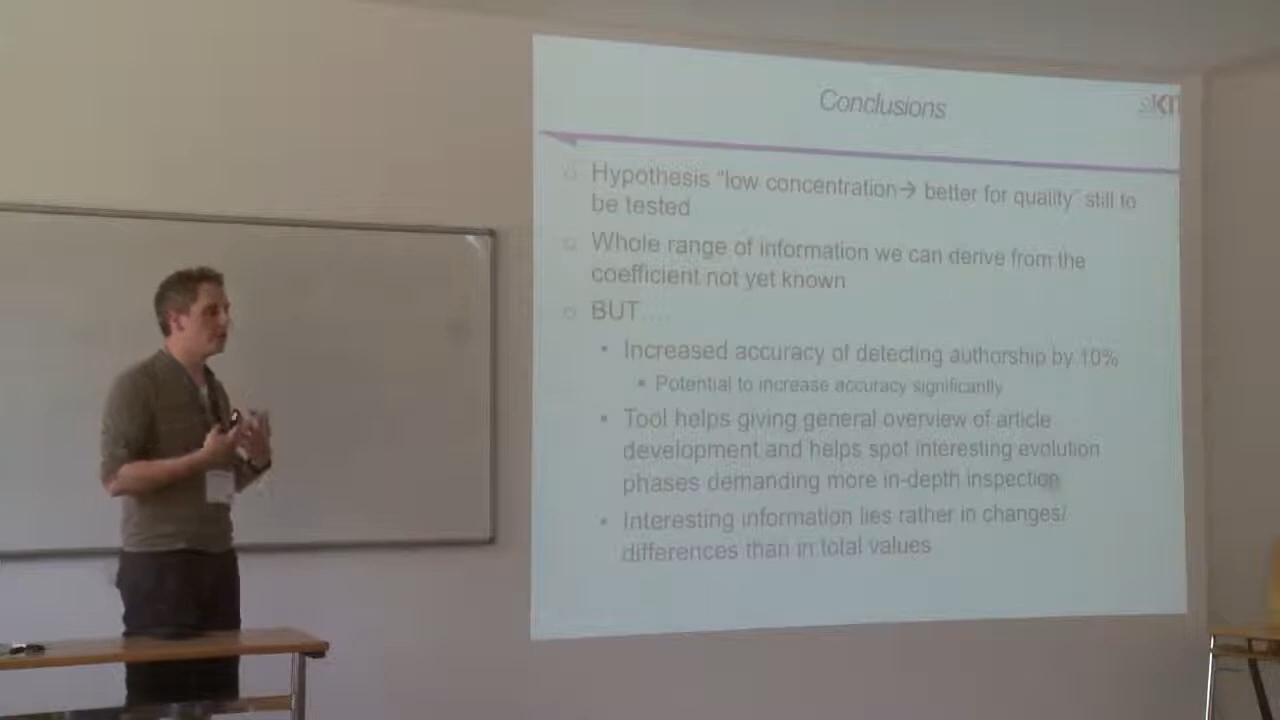 Conclusions
KIT
Hypothesis "low concentration→ better for quality" still to
be tested
Whole range of information we can derive from the
coefficient not yet known
BUT....
Increased accuracy of detecting authorship by 10%
Potential to increase accuracy significantly
Tool helps giving general overview of article
development and helps spot interesting evolution
phases demanding more in-depth inspection
Interesting information lies rather in changes/
differences than in total values